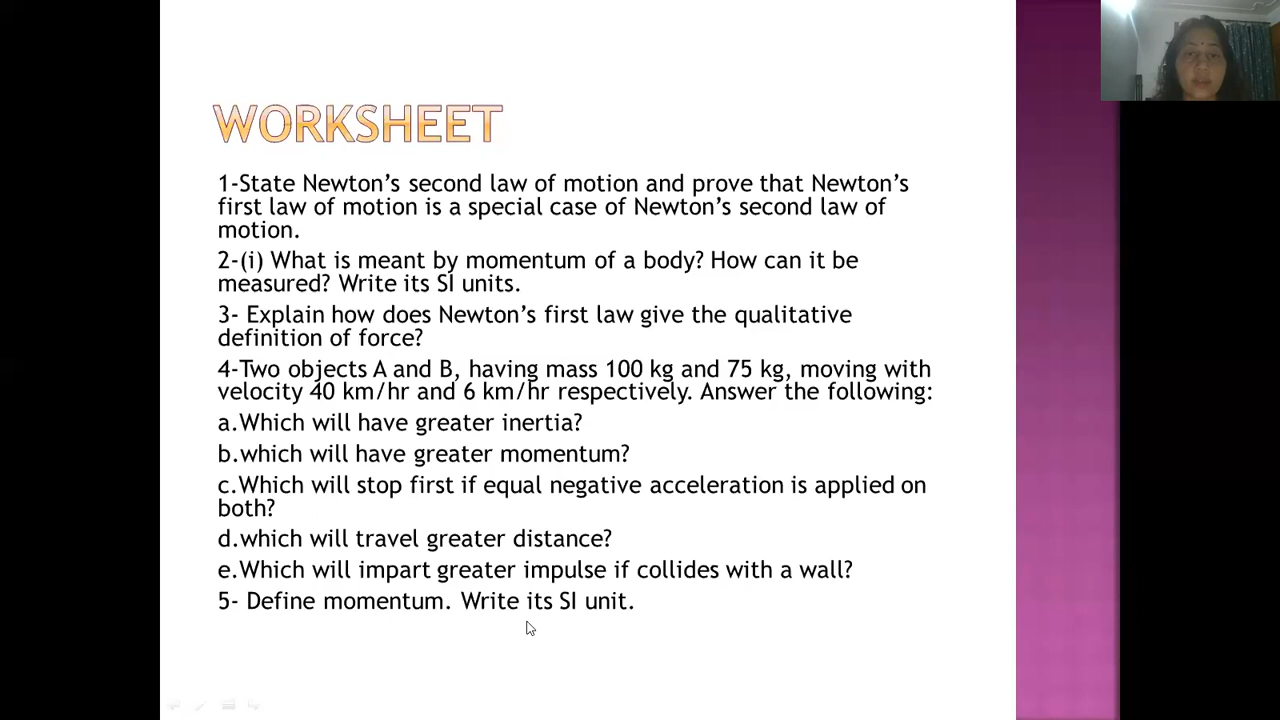 WORKSHEET
1-State Newton's second law of motion and prove that Newton's
first law of motion is a special case of Newton's second law of
motion.
2-(i) What is meant by momentum of a body? How can it be
measured? Write its SI units.
3- Explain how does Newton's first law give the qualitative
definition of force?
4-Two objects A and B, having mass 100 kg and 75 kg, moving with
velocity 40 km/hr and 6 km/hr respectively. Answer the following:
a.Which will have greater inertia?
b.which will have greater momentum?
c.Which will stop first if equal negative acceleration is applied on
both?
d.which will travel greater distance?
e.Which will impart greater impulse if collides with a wall?
5- Define momentum. Write its SI unit.